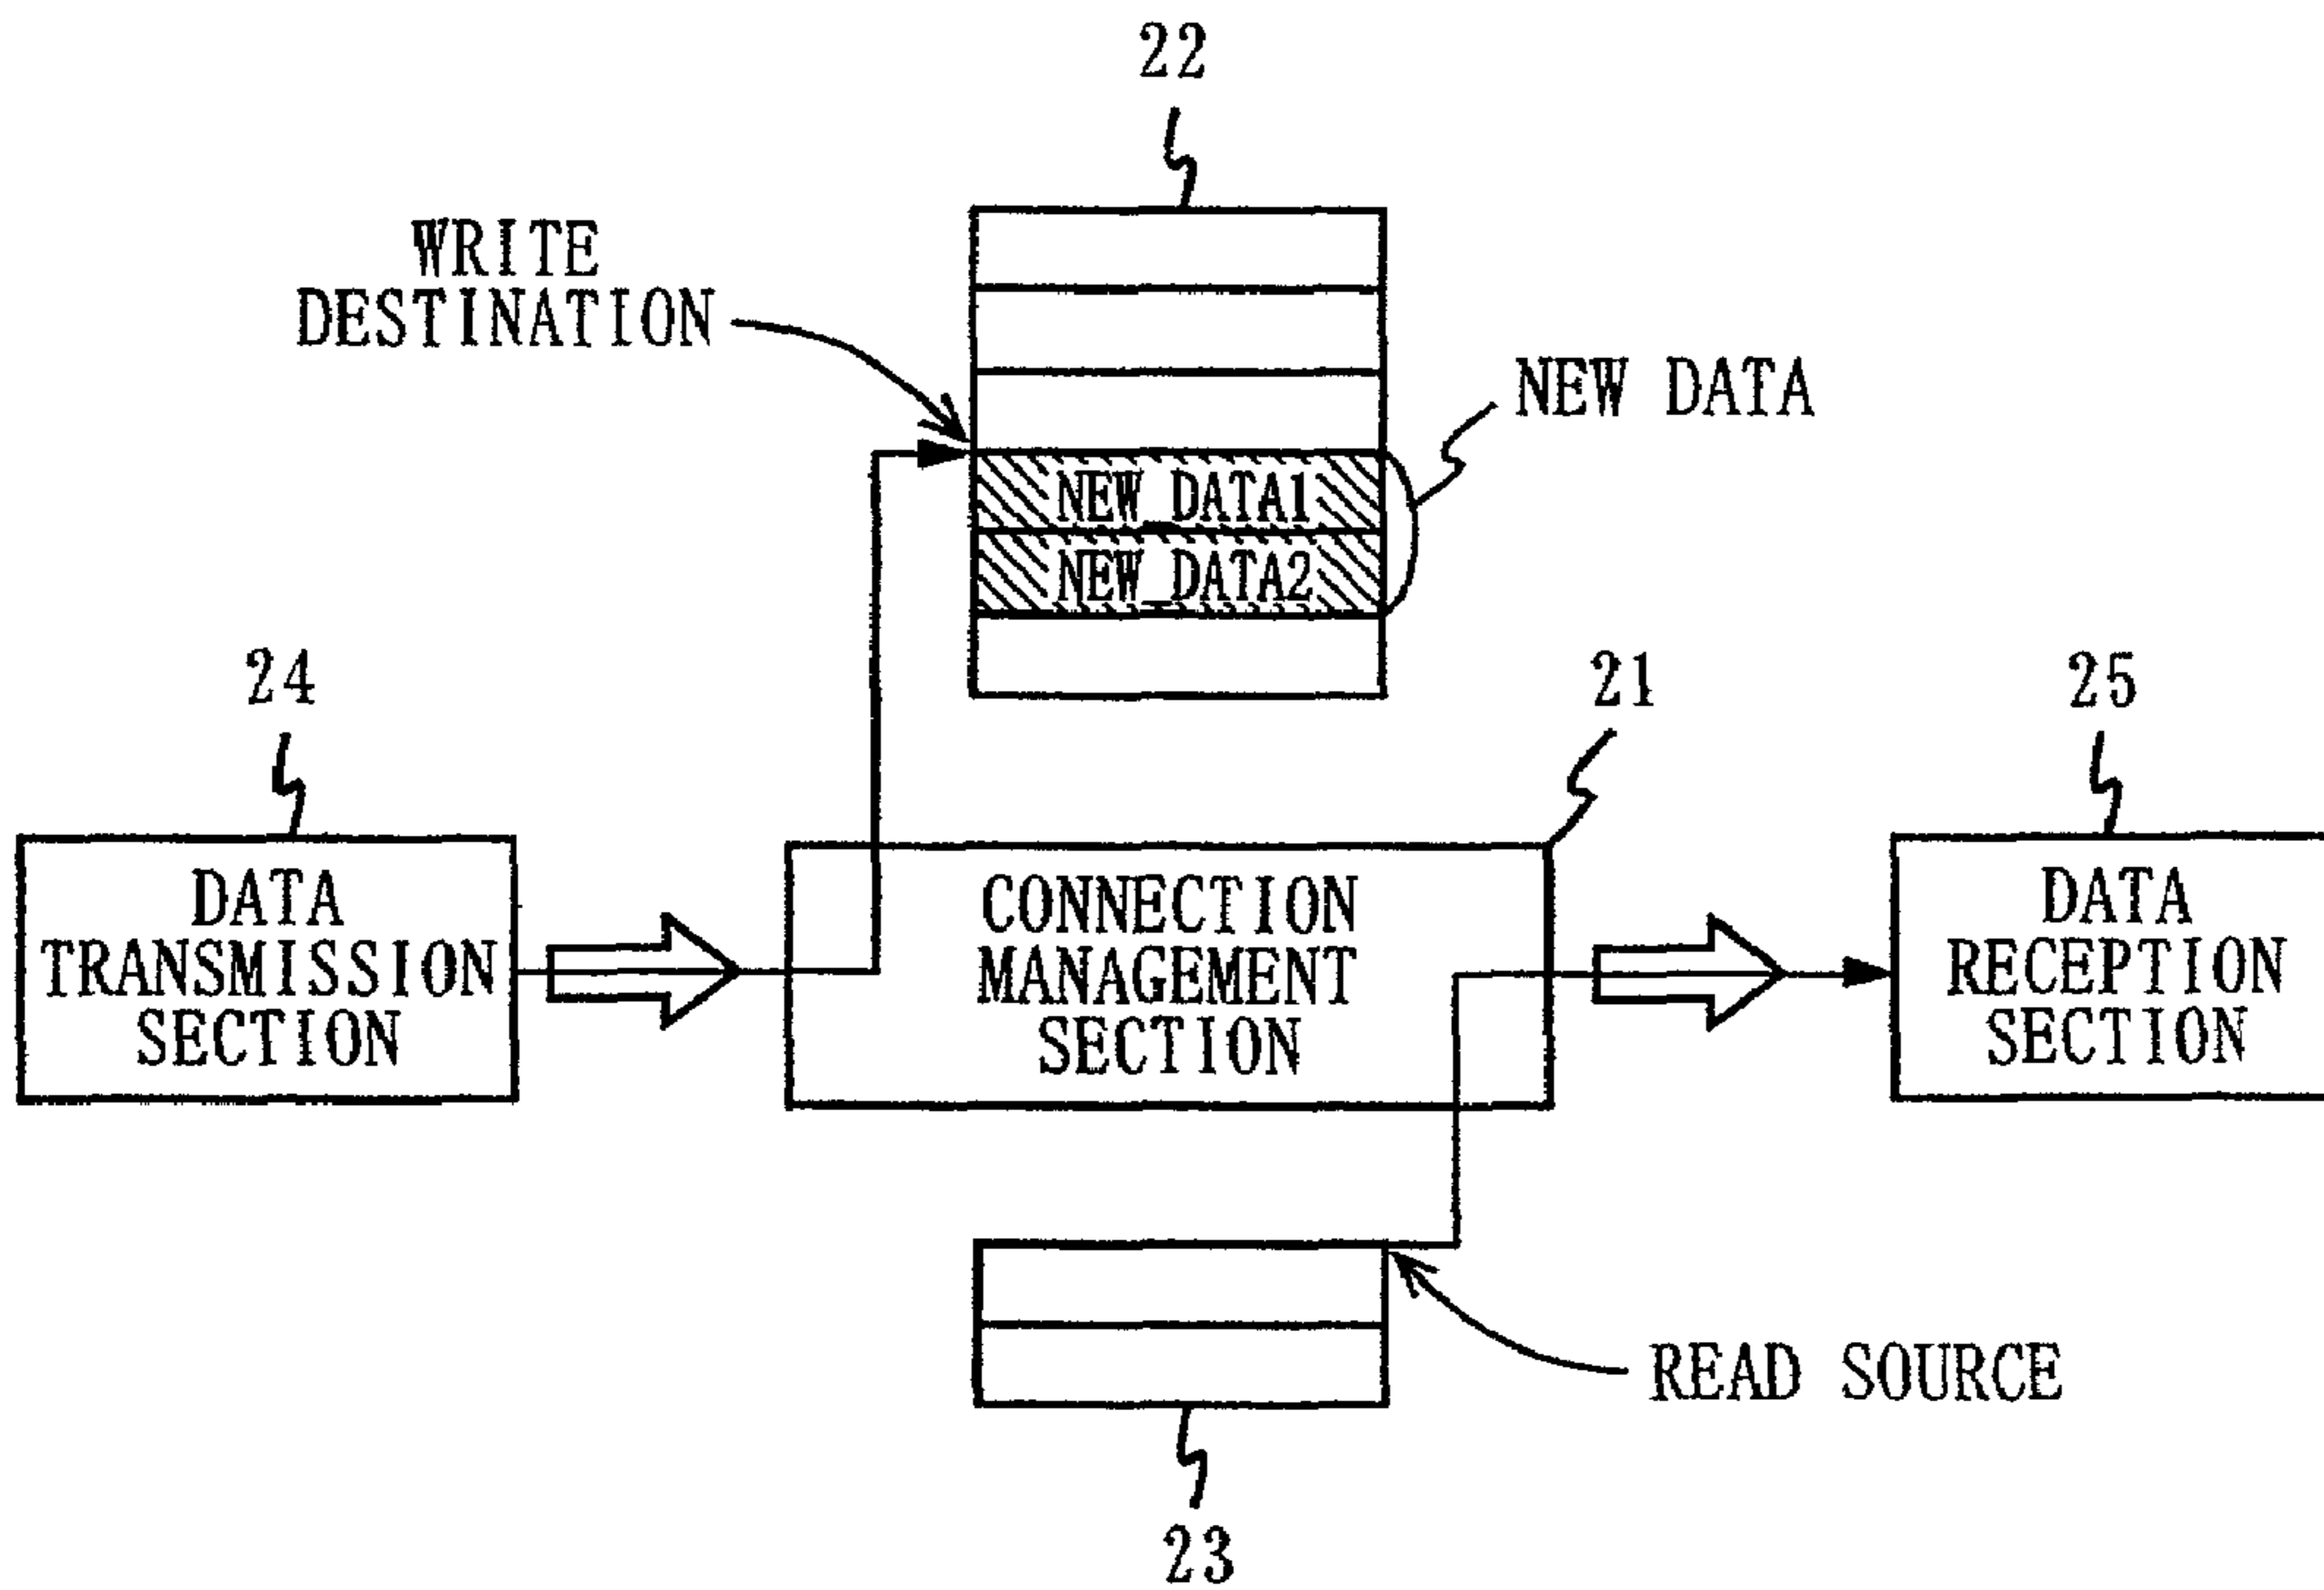 22
WRITE
DESTINATION
NEW DATA
NEW_DATA1
NEW_DATA2
24
21
25
DATA
TRANSMISSION
SECTION
CONNECTION
MANAGEMENT
SECTION
DATA
RECEPTION
SECTION
READ SOURCE
23